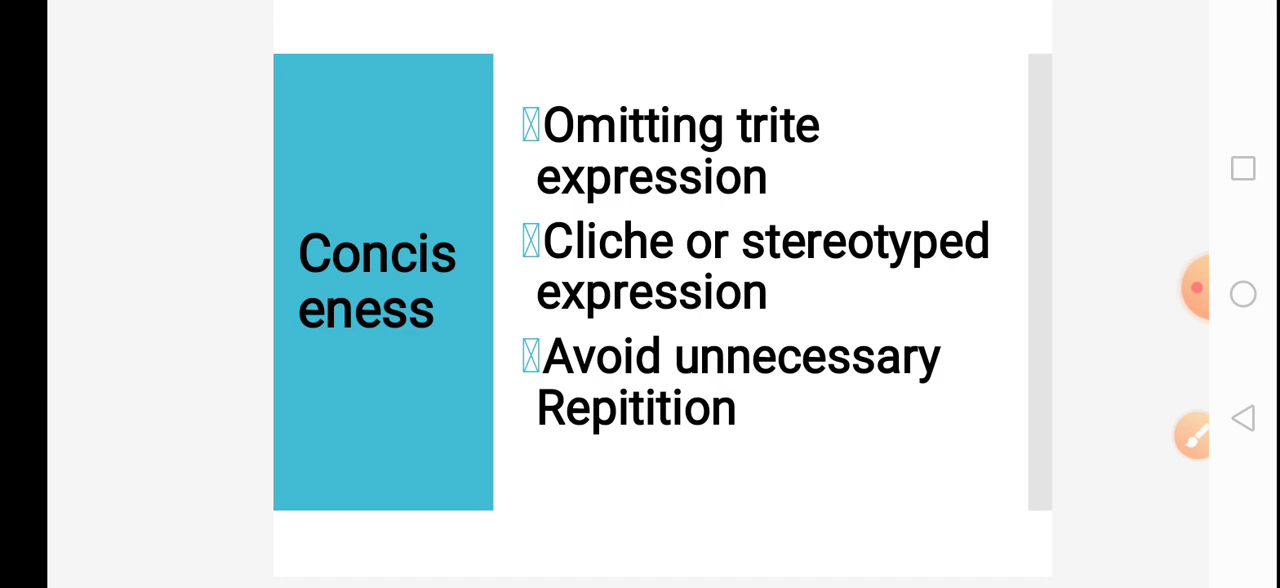 Concis
eness
Omitting trite
expression
Cliche or stereotyped
expression
Avoid unnecessary
Repitition